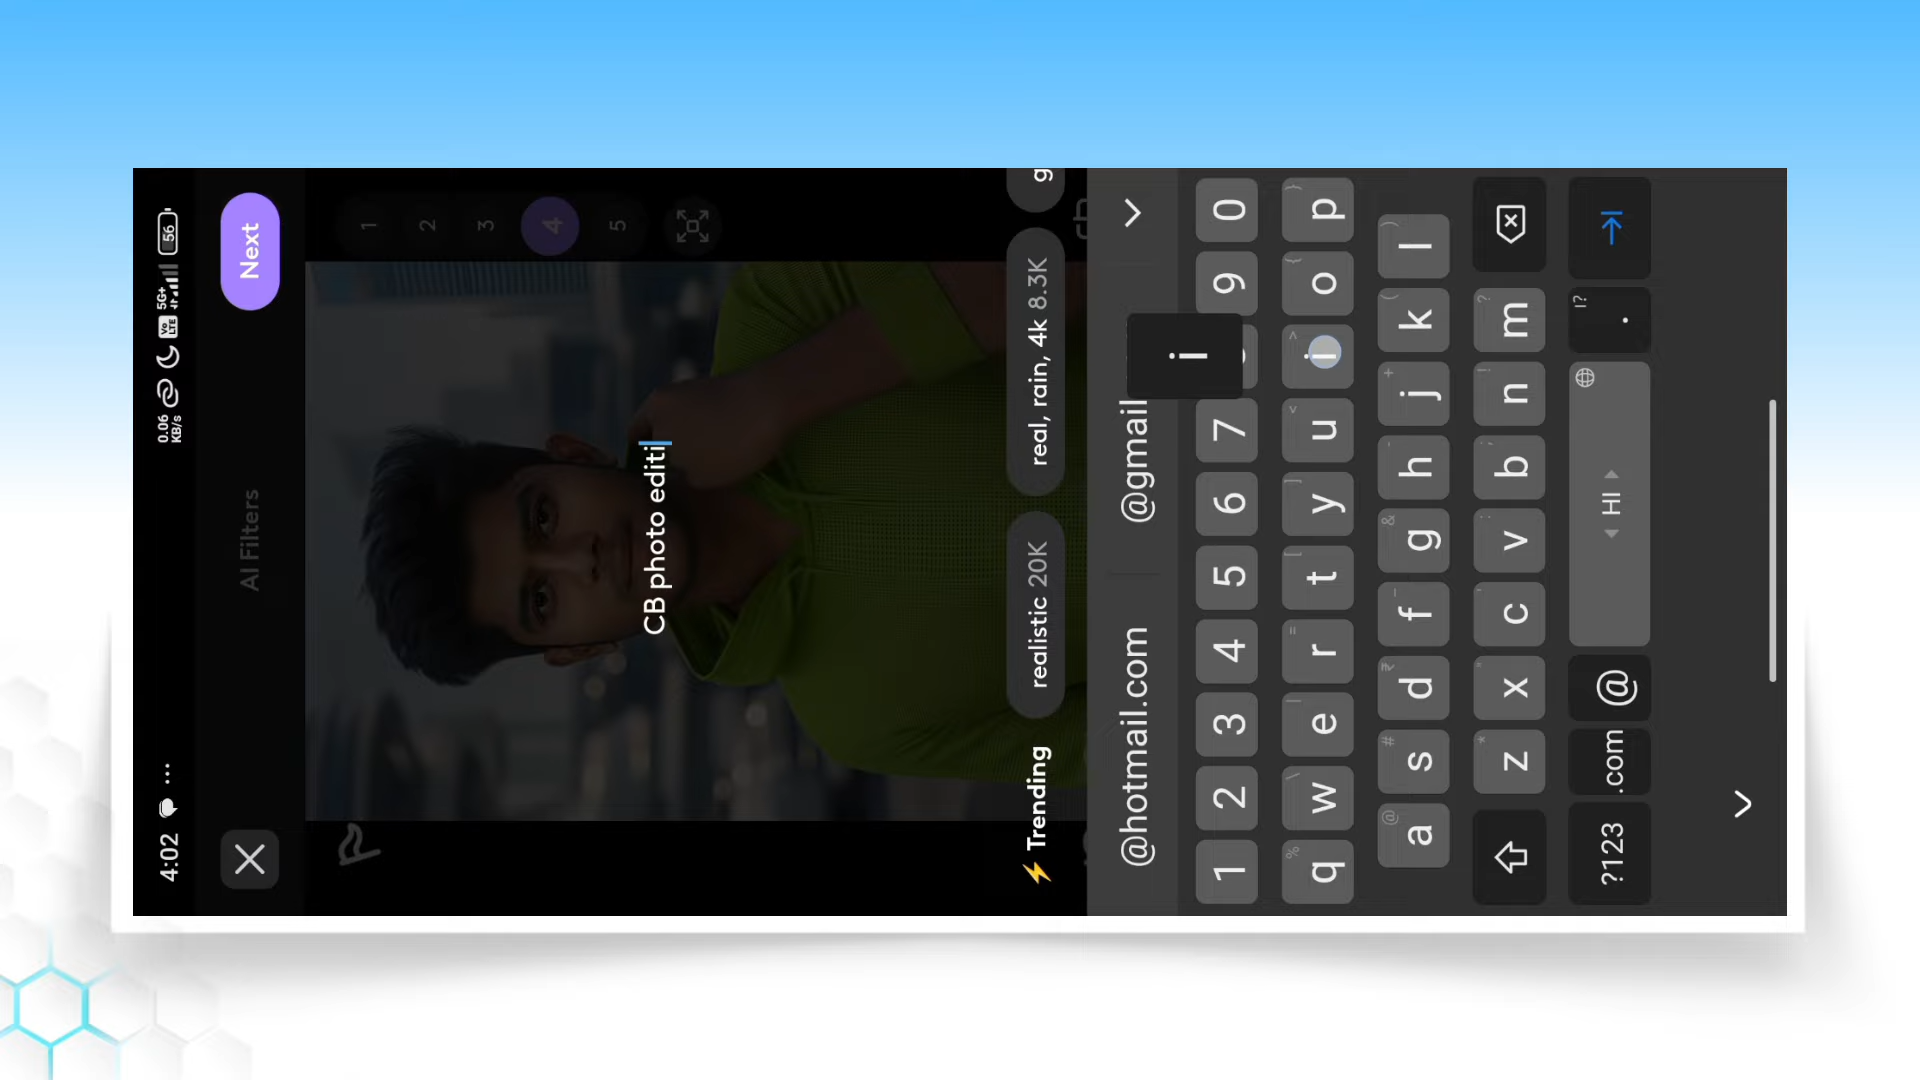 4:02 ... 0.06 KB/s Vo LTE 5G+ 56
AI Filters
Next
1 2 3 4 5
CB photo editi
⚡ Trending
realistic 20K
real, rain, 4k 8.3K
g
@hotmail.com
@gmail
i
1 2 3 4 5 6 7 9 0
q w e r t y u i o p
a s d f g h j k l
z x c v b n m
?123 .com @ HI . !?